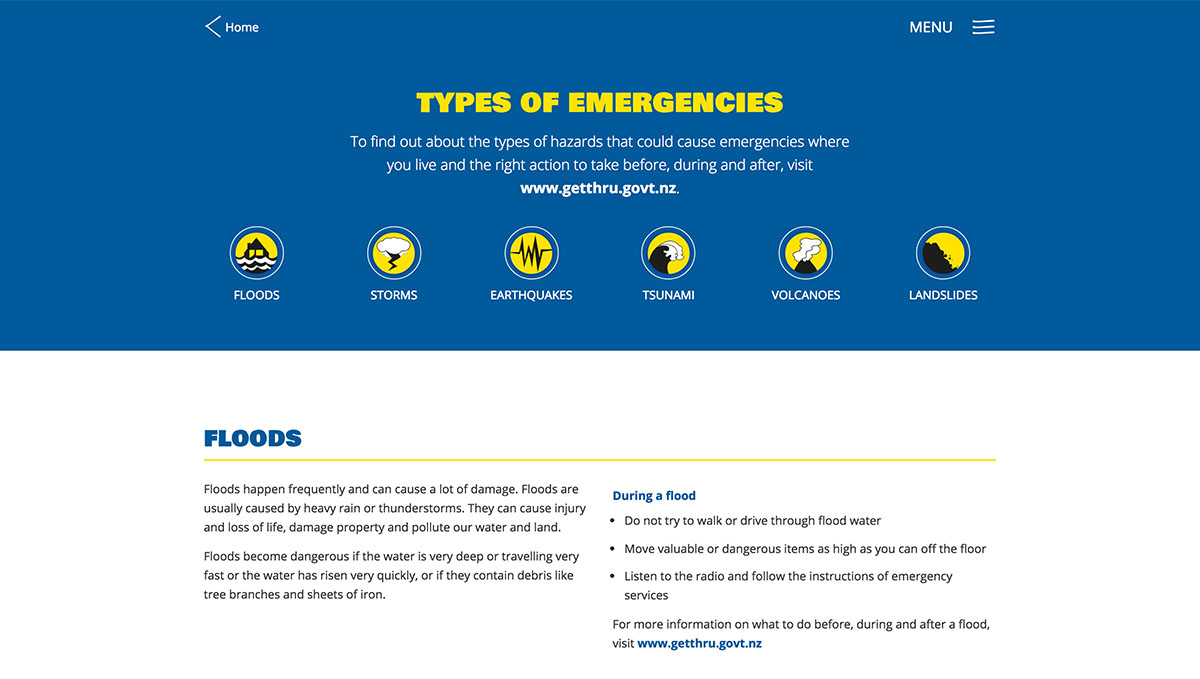 Home
MENU
TYPES OF EMERGENCIES
To find out about the types of hazards that could cause emergencies where
you live and the right action to take before, during and after, visit
www.getthru.govt.nz.
FLOODS
STORMS
EARTHQUAKES
TSUNAMI
VOLCANOES
LANDSLIDES
FLOODS
Floods happen frequently and can cause a lot of damage. Floods are
usually caused by heavy rain or thunderstorms. They can cause injury
and loss of life, damage property and pollute our water and land.
Floods become dangerous if the water is very deep or travelling very
fast or the water has risen very quickly, or if they contain debris like
tree branches and sheets of iron.
During a flood
• Do not try to walk or drive through flood water
• Move valuable or dangerous items as high as you can off the floor
• Listen to the radio and follow the instructions of emergency
services
For more information on what to do before, during and after a flood,
visit www.getthru.govt.nz